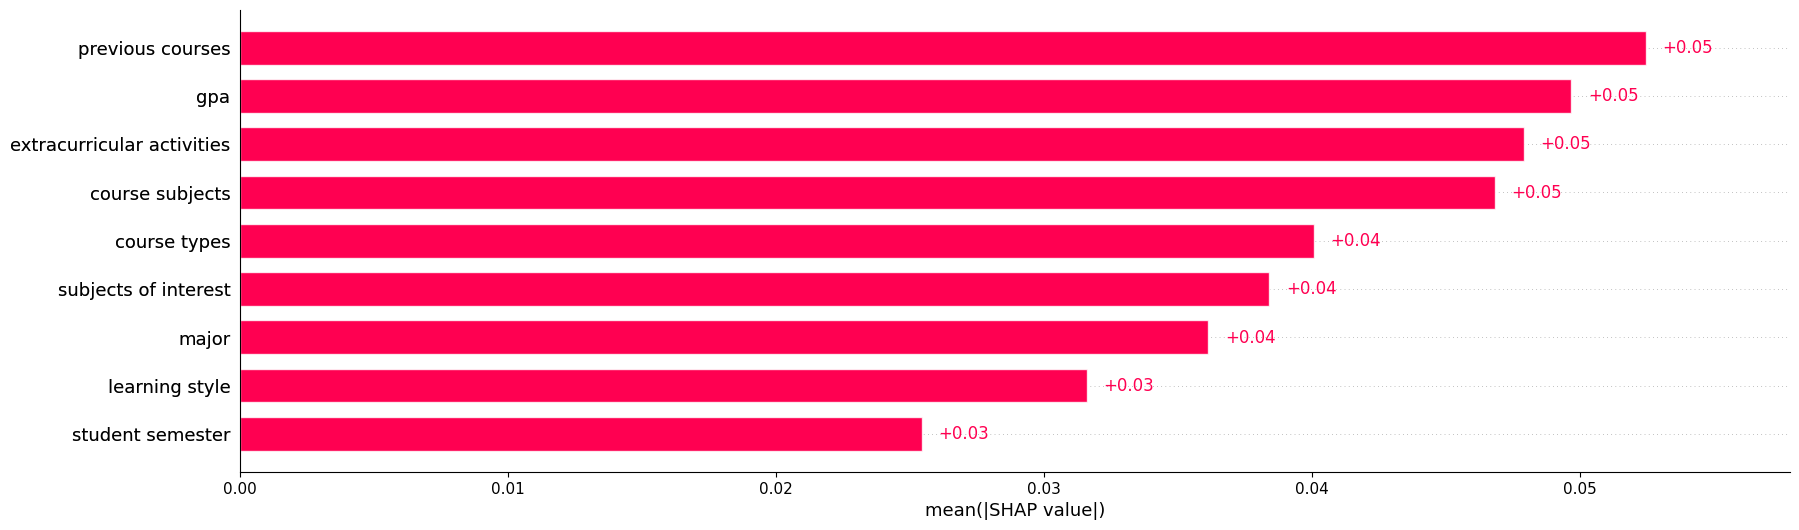 previous courses +0.05
gpa +0.05
extracurricular activities +0.05
course subjects +0.05
course types +0.04
subjects of interest +0.04
major +0.04
learning style +0.03
student semester +0.03
0.00 0.01 0.02 0.03 0.04 0.05
mean(|SHAP value|)